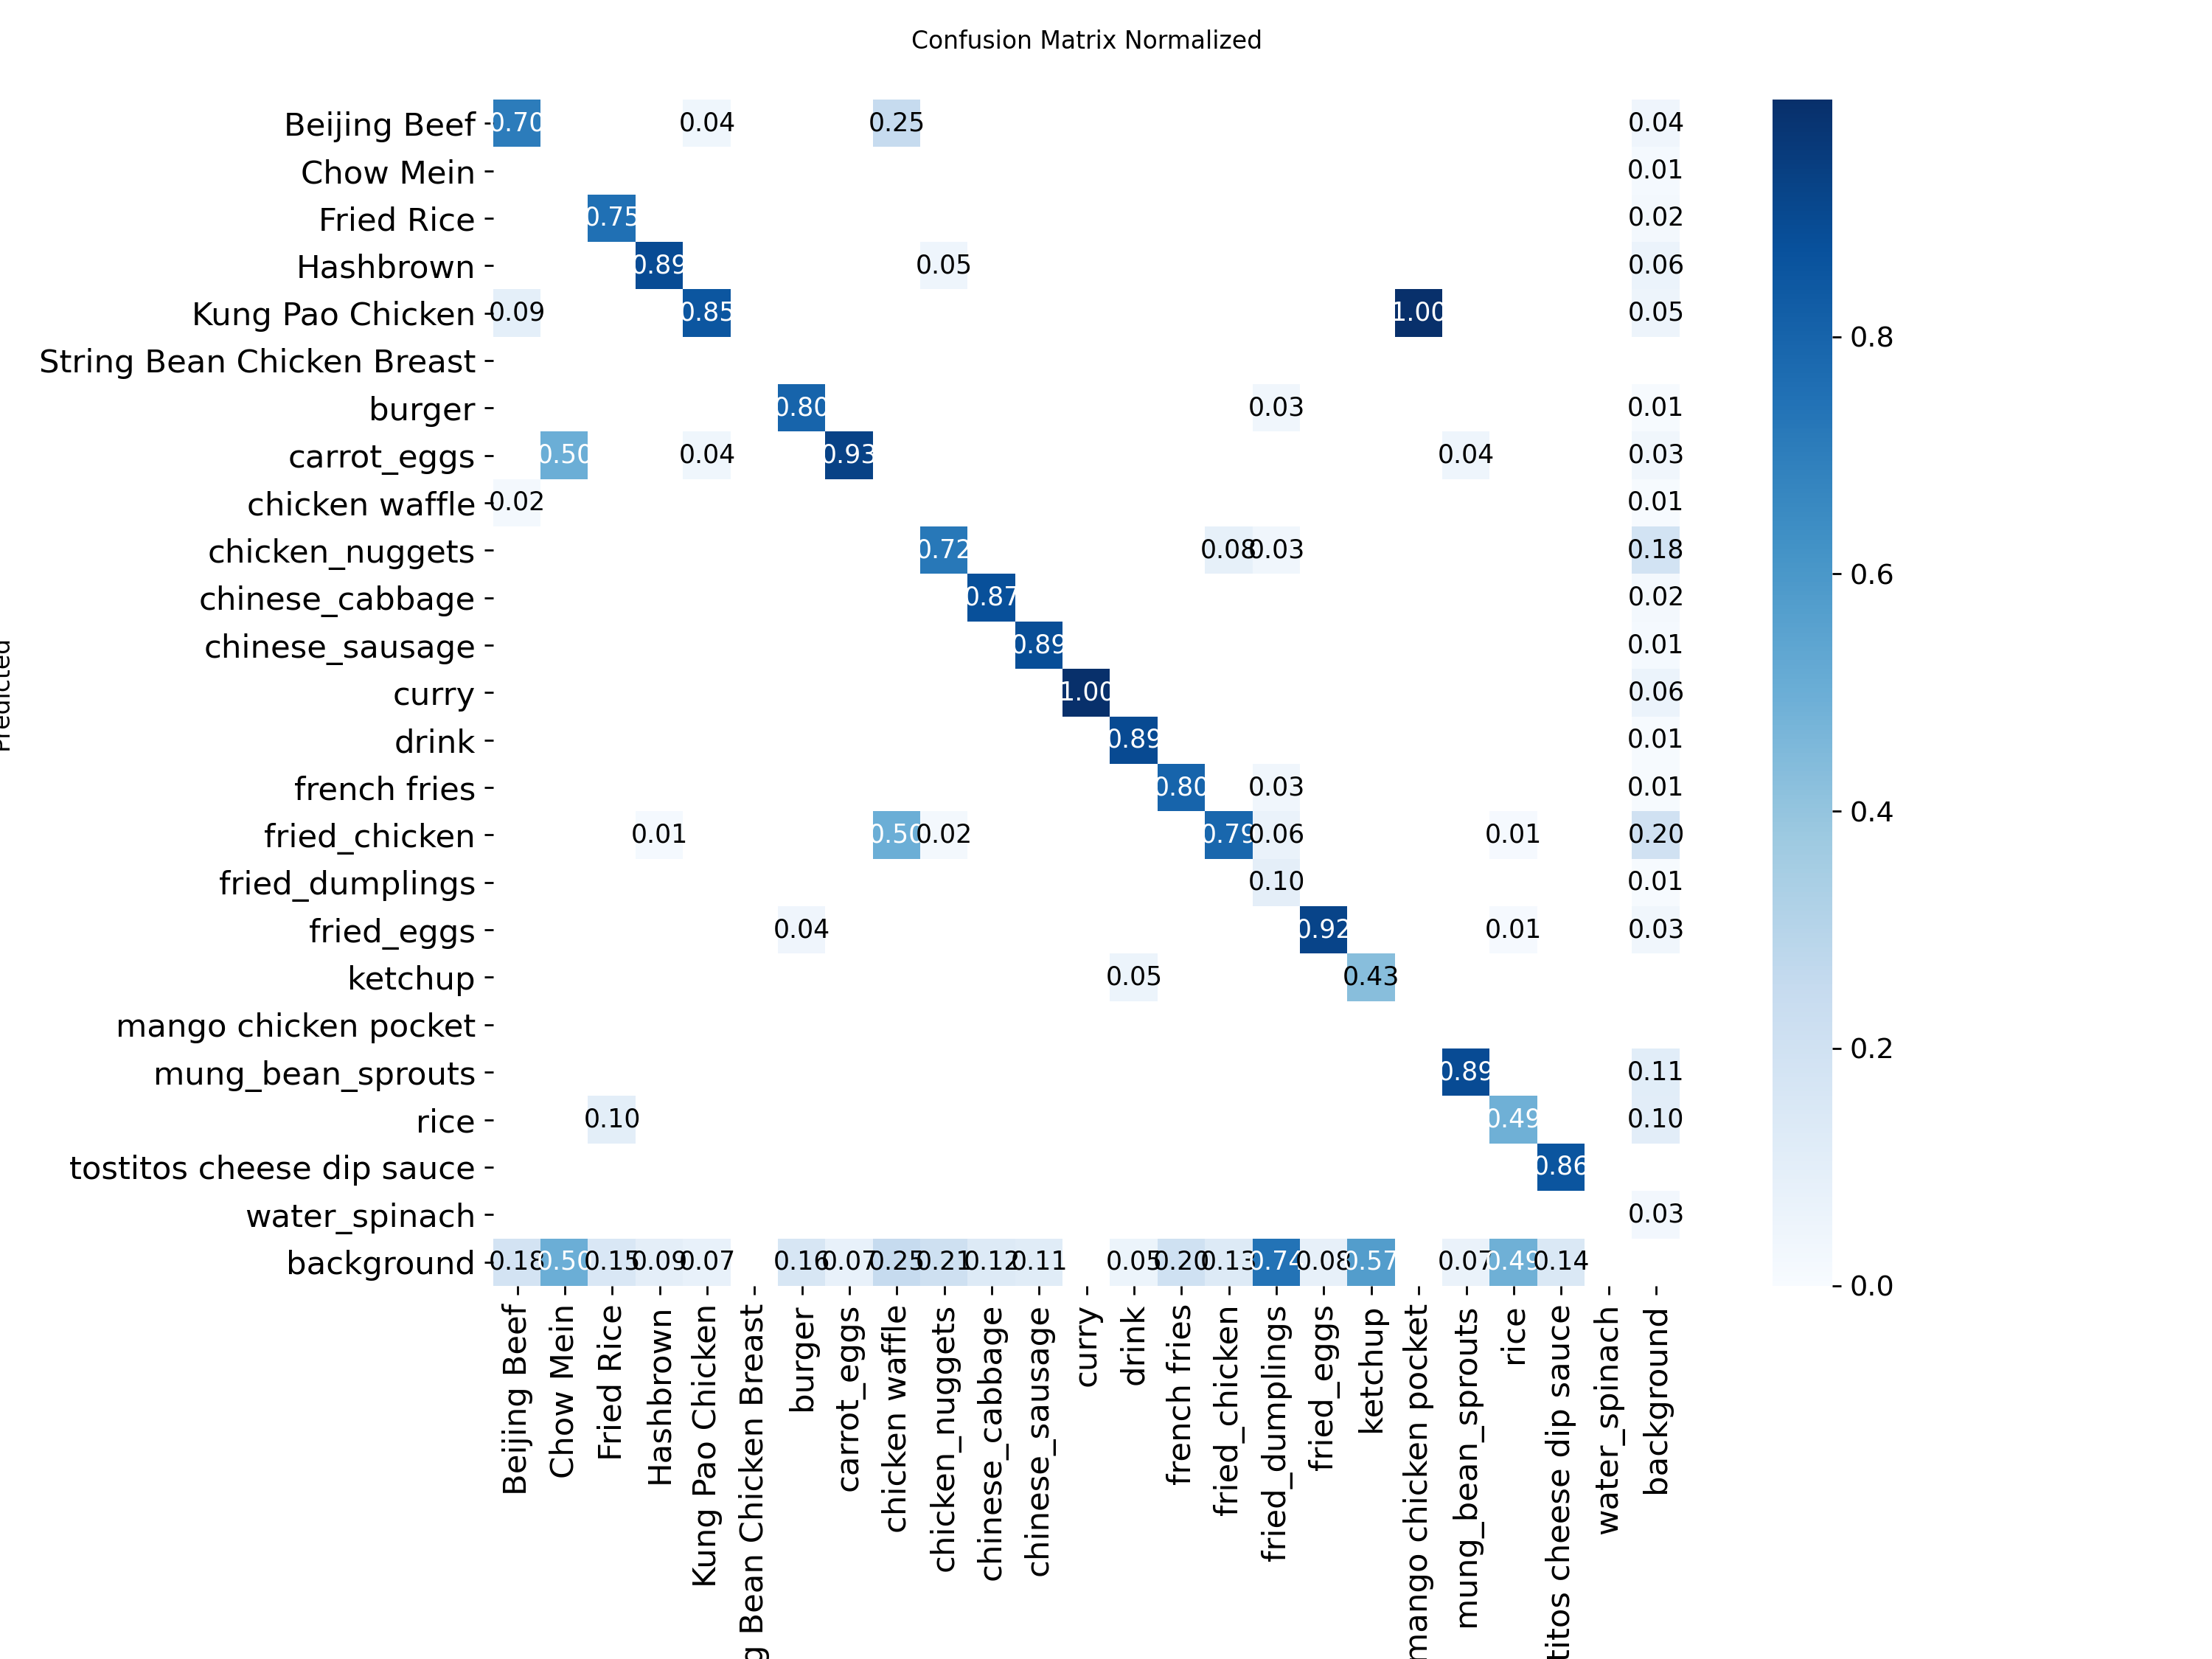 Confusion Matrix Normalized
Beijing Beef 0.70 0.04 0.25 0.04
Chow Mein 0.01
Fried Rice 0.75 0.02
Hashbrown 0.89 0.05 0.06
Kung Pao Chicken 0.09 0.85 1.00 0.05
0.8
String Bean Chicken Breast
burger 0.80 0.03 0.01
carrot_eggs 0.50 0.04 0.93 0.04 0.03
chicken waffle 0.02 0.01
chicken_nuggets 0.72 0.08 0.03 0.18
0.6
chinese_cabbage 0.87 0.02
chinese_sausage 0.89 0.01
Predicted
curry 1.00 0.06
drink 0.89 0.01
french fries 0.80 0.03 0.01
0.4
fried_chicken 0.01 0.50 0.02 0.79 0.06 0.01 0.20
fried_dumplings 0.10 0.01
fried_eggs 0.04 0.92 0.01 0.03
ketchup 0.05 0.43
mango chicken pocket
0.2
mung_bean_sprouts 0.89 0.11
rice 0.10 0.49 0.10
tostitos cheese dip sauce 0.86
water_spinach 0.03
background 0.18 0.50 0.15 0.09 0.07 0.16 0.07 0.25 0.21 0.12 0.11 0.05 0.20 0.13 0.74 0.08 0.57 0.07 0.49 0.14
0.0
Beijing Beef
Chow Mein
Fried Rice
Hashbrown
Kung Pao Chicken
g Bean Chicken Breast
burger
carrot_eggs
chicken waffle
chicken_nuggets
chinese_cabbage
chinese_sausage
curry
drink
french fries
fried_chicken
fried_dumplings
fried_eggs
ketchup
mango chicken pocket
mung_bean_sprouts
rice
titos cheese dip sauce
water_spinach
background